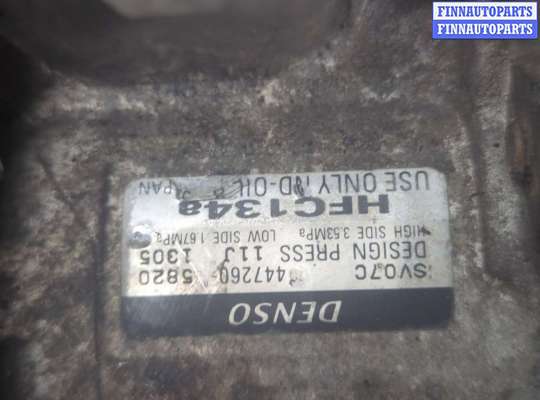 FINNAUTOPARTS
FINNAUTOPARTS
DENSO
SV07C 447260-5820
DESIGN PRESS 11J 1305
HIGH SIDE 3.53MPa LOW SIDE 1.67MPa
HFC134a
USE ONLY ND-OIL